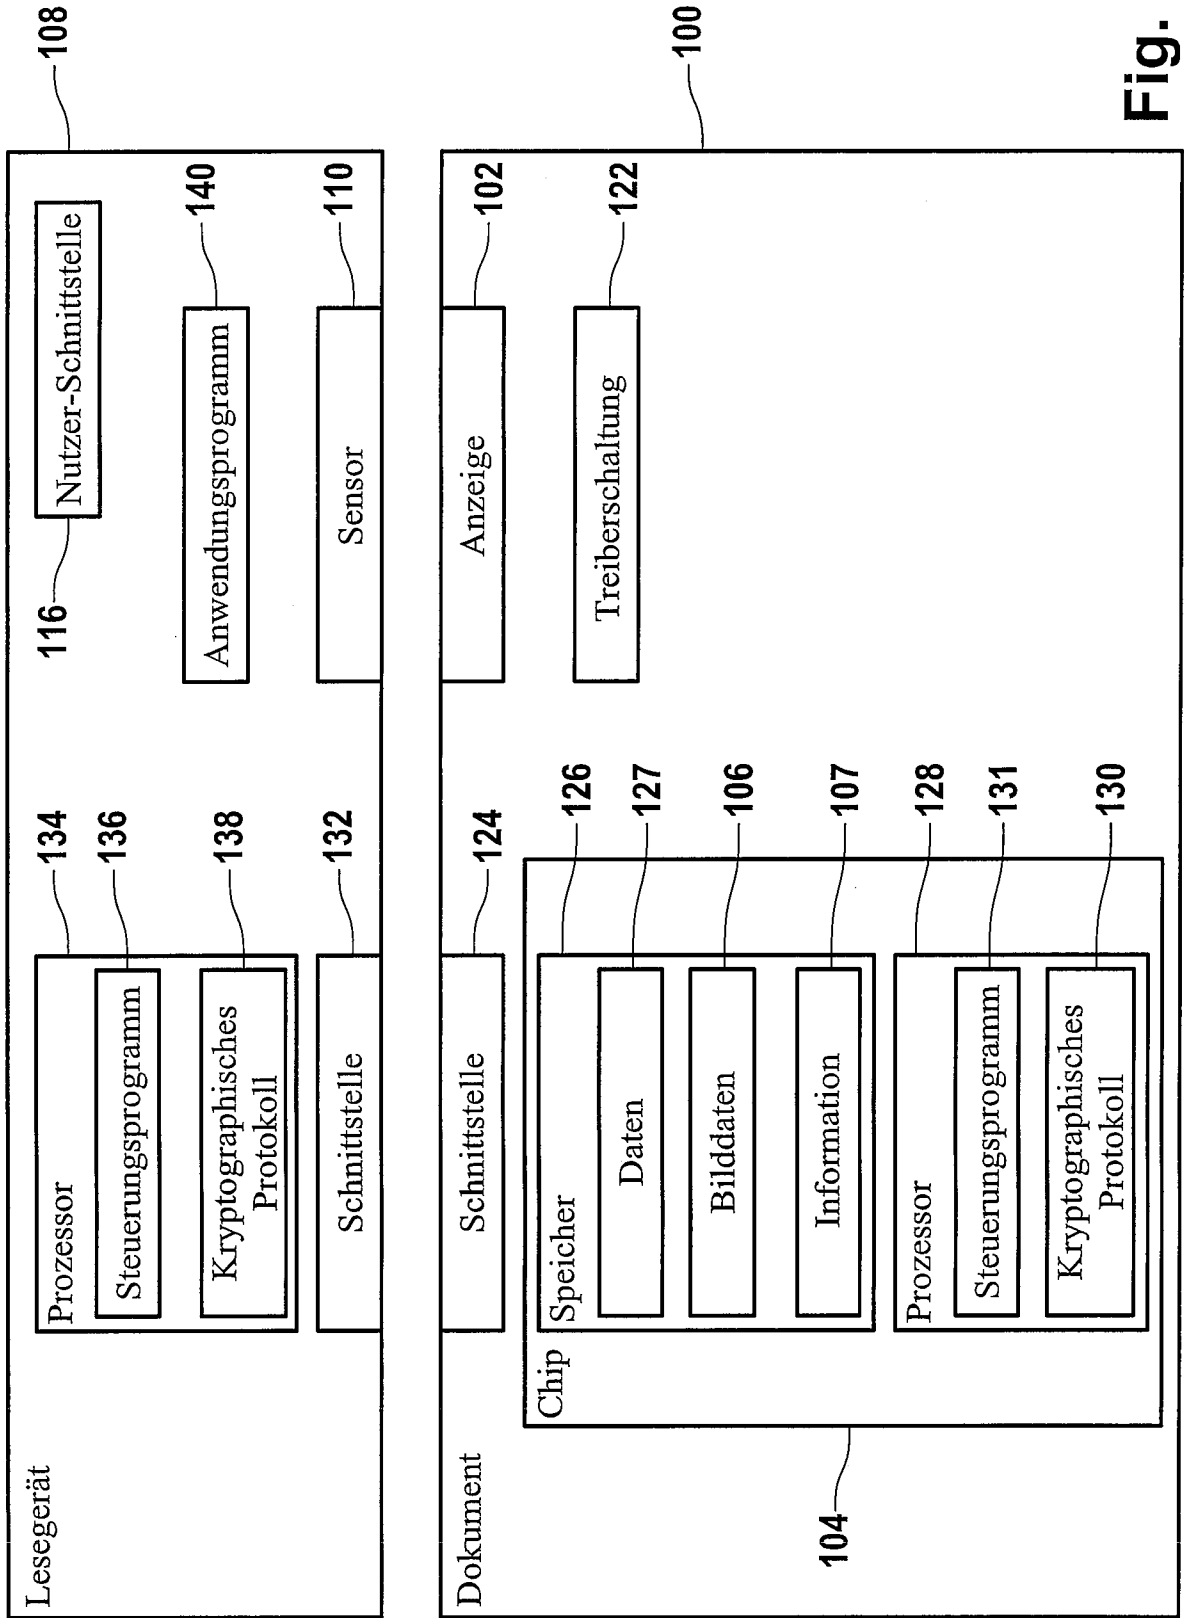 Lesegerät
Prozessor
134
Steuerungsprogramm
136
Kryptographisches
Protokoll
138
Schnittstelle
132
116
Nutzer-Schnittstelle
108
Anwendungsprogramm
140
Sensor
110
Dokument
Schnittstelle
124
Anzeige
102
Treiberschaltung
122
100
Chip
104
Speicher
126
Daten
127
Bilddaten
106
Information
107
Prozessor
128
Steuerungsprogramm
131
Kryptographisches
Protokoll
130
Fig.